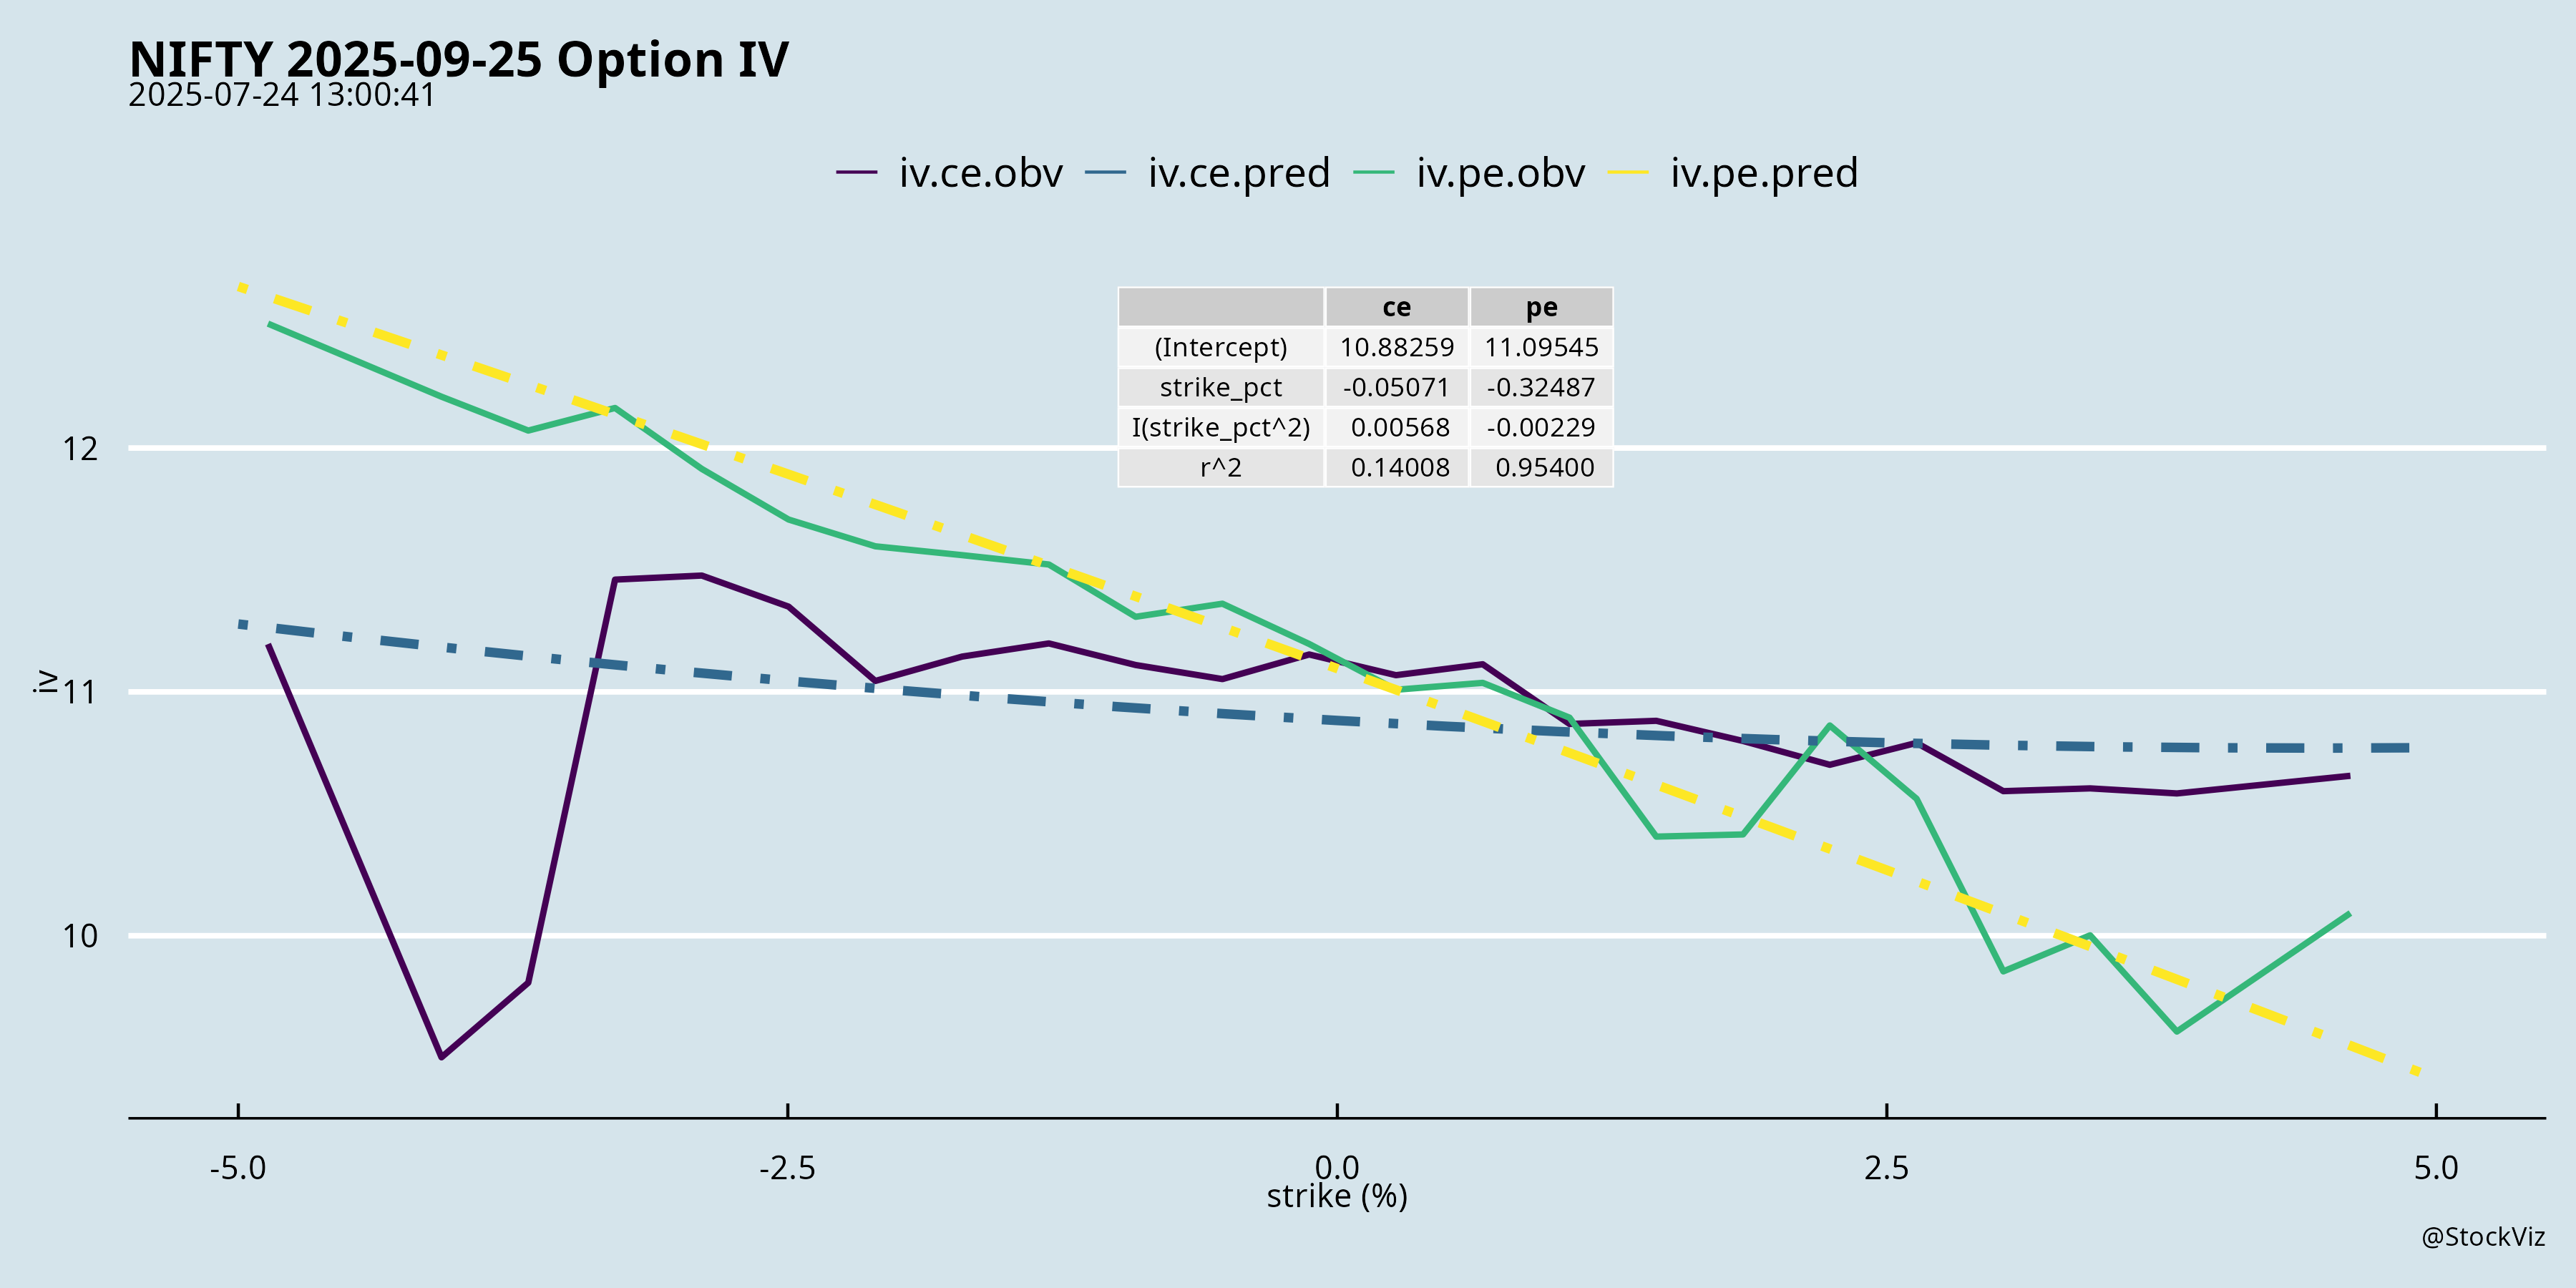 NIFTY 2025-09-25 Option IV
2025-07-24 13:00:41
iv.ce.obv iv.ce.pred iv.pe.obv iv.pe.pred
ce pe
(Intercept) 10.88259 11.09545
strike_pct -0.05071 -0.32487
I(strike_pct^2) 0.00568 -0.00229
r^2 0.14008 0.95400
12
11
10
iv
-5.0 -2.5 0.0 2.5 5.0
strike (%)
@StockViz